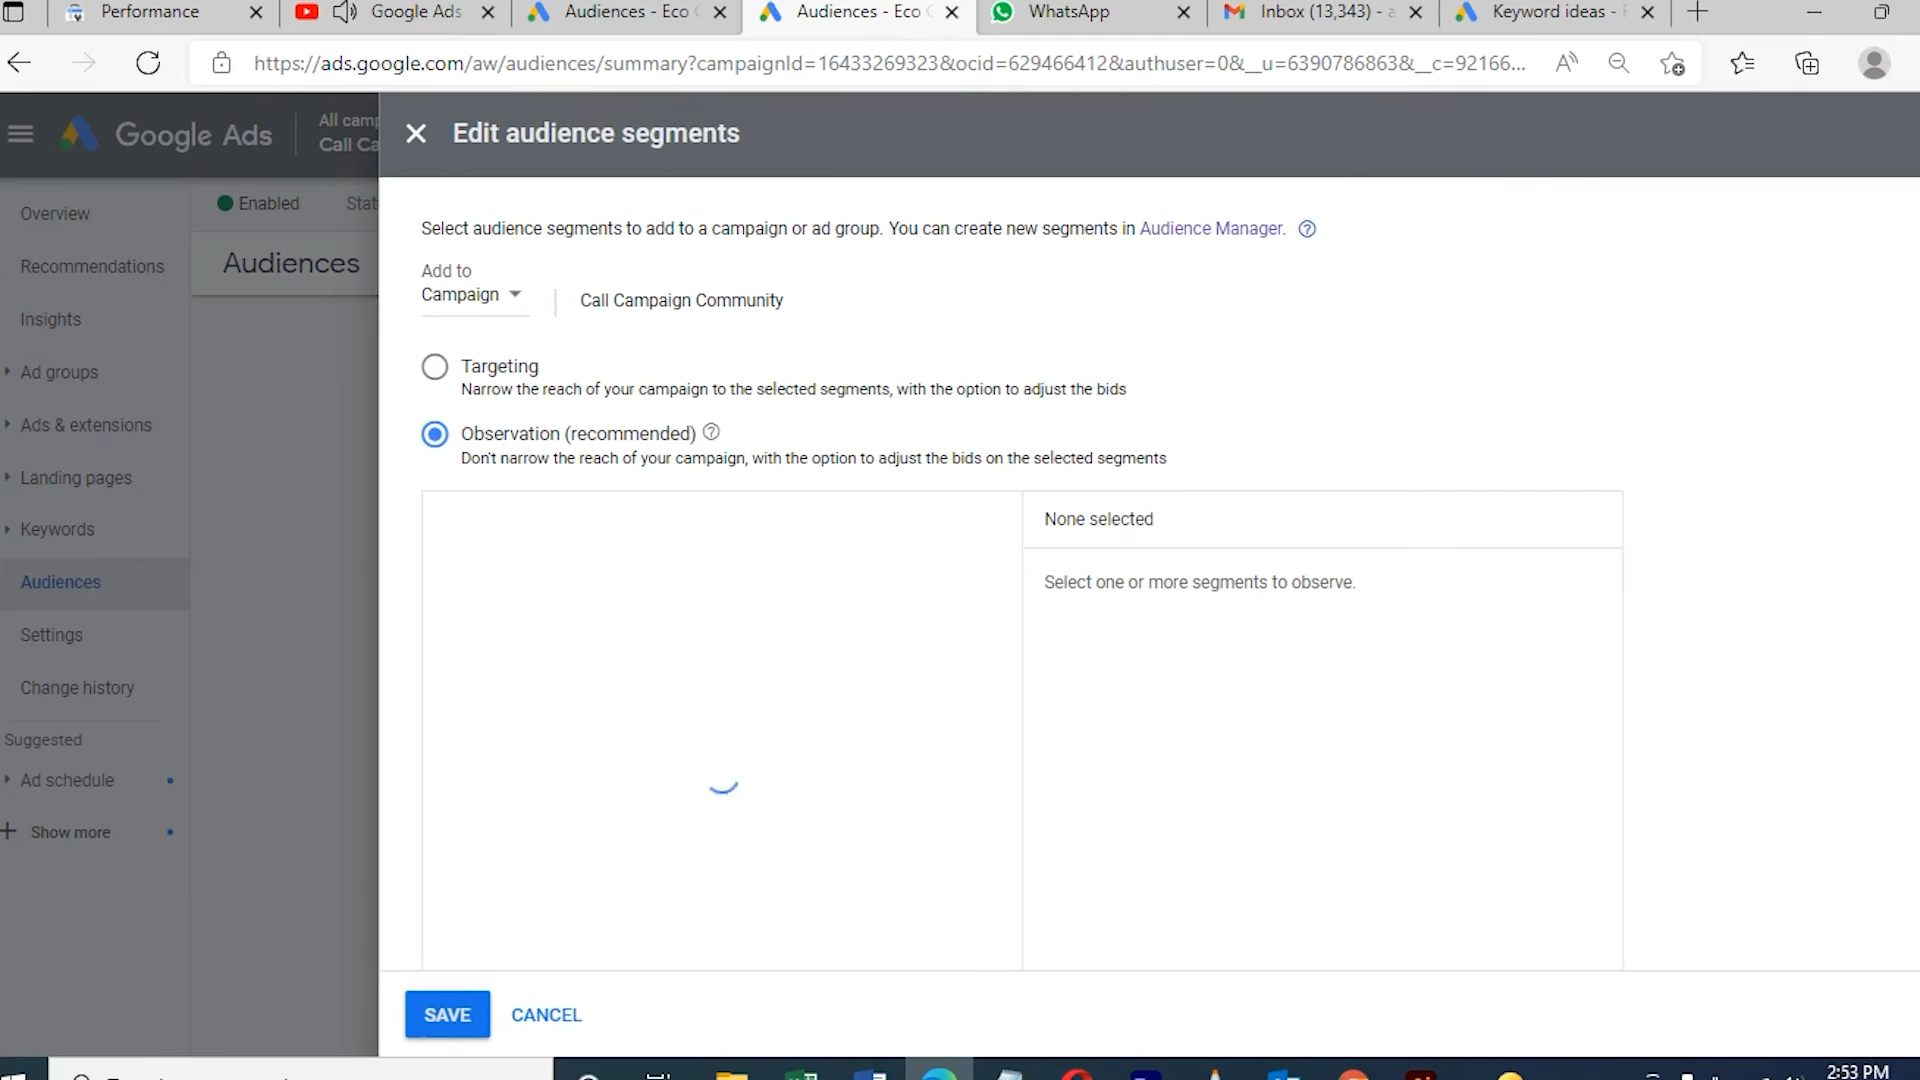 Performance
Google Ads
Audiences - Eco
Audiences - Eco
WhatsApp
Inbox (13,343) -
Keyword ideas -
https://ads.google.com/aw/audiences/summary?campaignId=16433269323&ocid=629466412&authuser=0&__u=6390786863&__c=92166...
Google Ads
All camp
Call Ca
Edit audience segments
Overview
Recommendations
Insights
Ad groups
Ads & extensions
Landing pages
Keywords
Audiences
Settings
Change history
Suggested
Ad schedule
Show more
Enabled
Stat
Audiences
Select audience segments to add to a campaign or ad group. You can create new segments in Audience Manager.
Add to
Campaign
Call Campaign Community
Targeting
Narrow the reach of your campaign to the selected segments, with the option to adjust the bids
Observation (recommended)
Don't narrow the reach of your campaign, with the option to adjust the bids on the selected segments
None selected
Select one or more segments to observe.
SAVE
CANCEL
2:53 PM